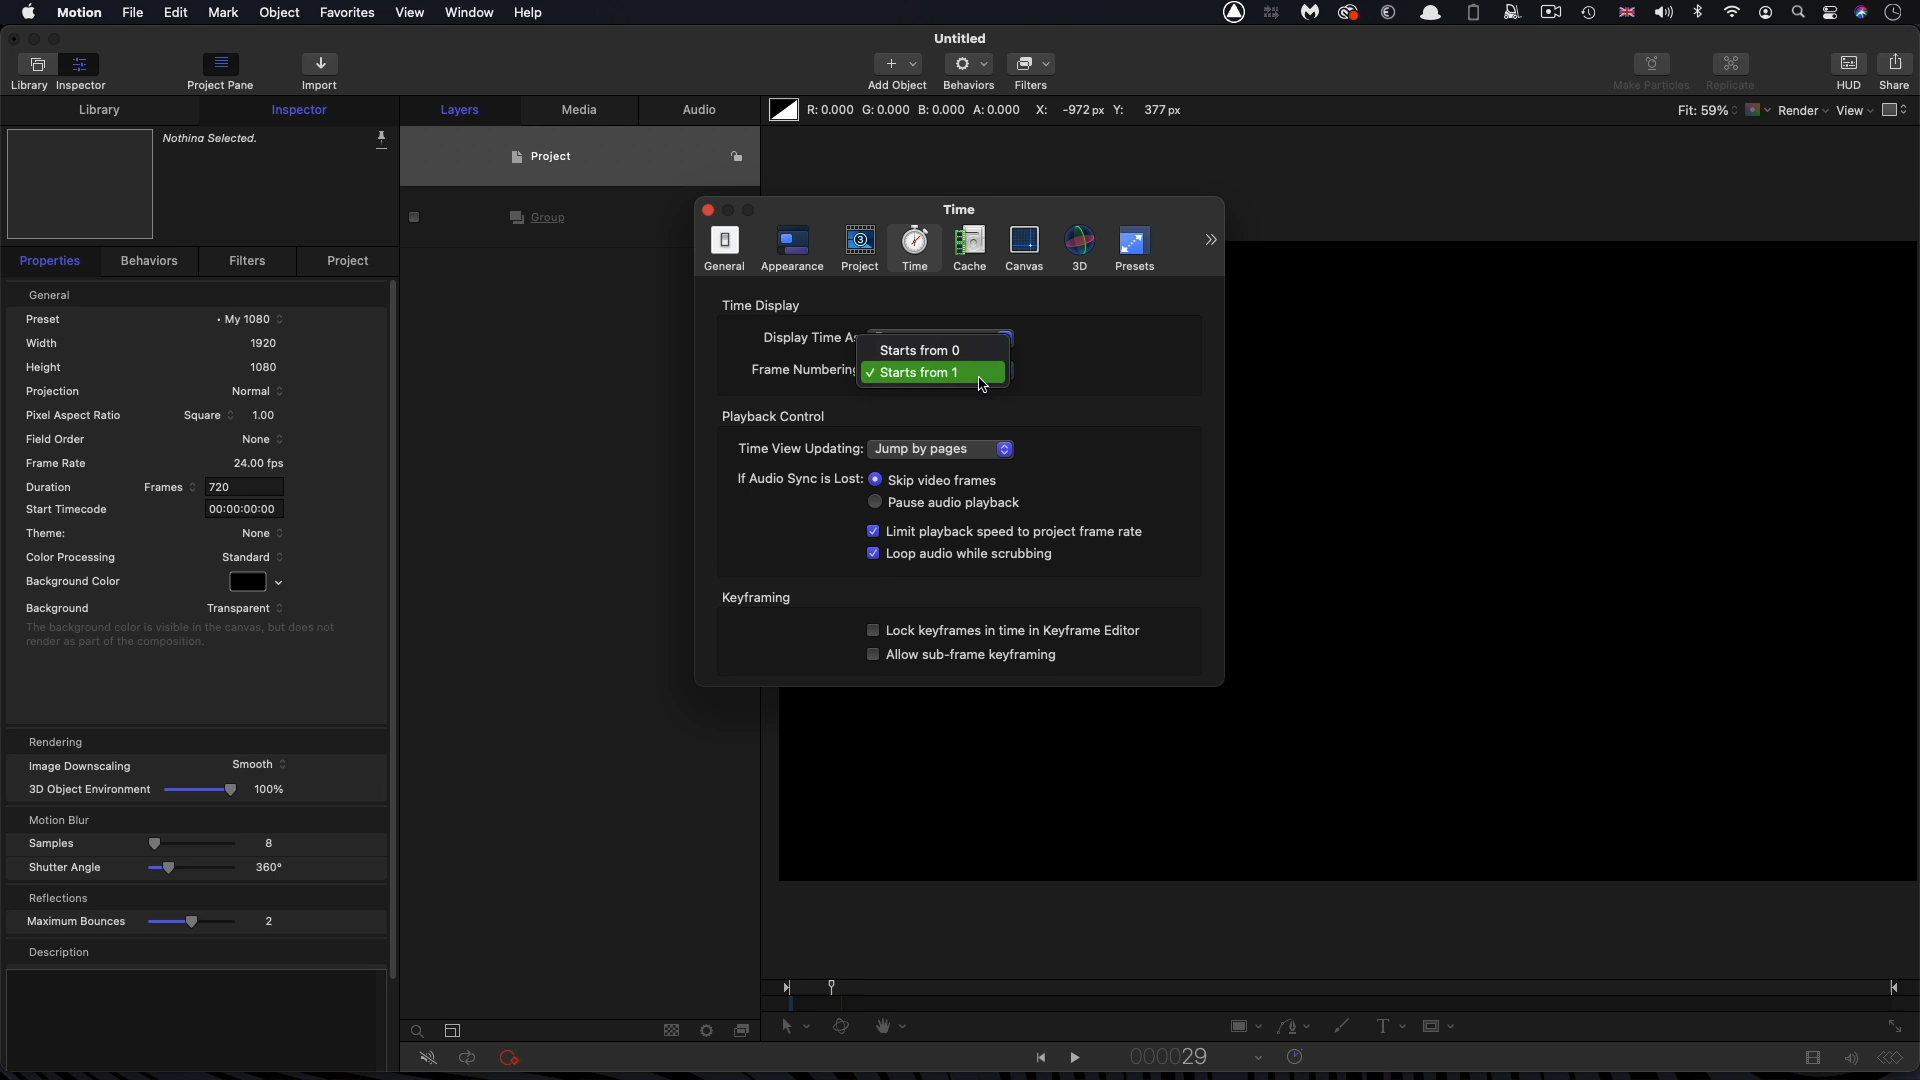 Motion File Edit Mark Object Favorites View Window Help
Untitled
Library Inspector Project Pane Import Add Object Behaviors Filters Make Particles Replicate HUD Share
Library Inspector Layers Media Audio R: 0.000 G: 0.000 B: 0.000 A: 0.000 X: -972 px Y: 377 px Fit: 59% Render View
Nothing Selected.
Project
Group
Properties Behaviors Filters Project
General
Preset • My 1080
Width 1920
Height 1080
Projection Normal
Pixel Aspect Ratio Square 1.00
Field Order None
Frame Rate 24.00 fps
Duration Frames 720
Start Timecode 00:00:00:00
Theme: None
Color Processing Standard
Background Color
Background Transparent
The background color is visible in the canvas, but does not
render as part of the composition.
Rendering
Image Downscaling Smooth
3D Object Environment 100%
Motion Blur
Samples 8
Shutter Angle 360°
Reflections
Maximum Bounces 2
Description
Time
3
General Appearance Project Time Cache Canvas 3D Presets
Time Display
Display Time As
Starts from 0
Frame Numbering ✓ Starts from 1
Playback Control
Time View Updating: Jump by pages
If Audio Sync is Lost: Skip video frames
Pause audio playback
Limit playback speed to project frame rate
Loop audio while scrubbing
Keyframing
Lock keyframes in time in Keyframe Editor
Allow sub-frame keyframing
T
000029